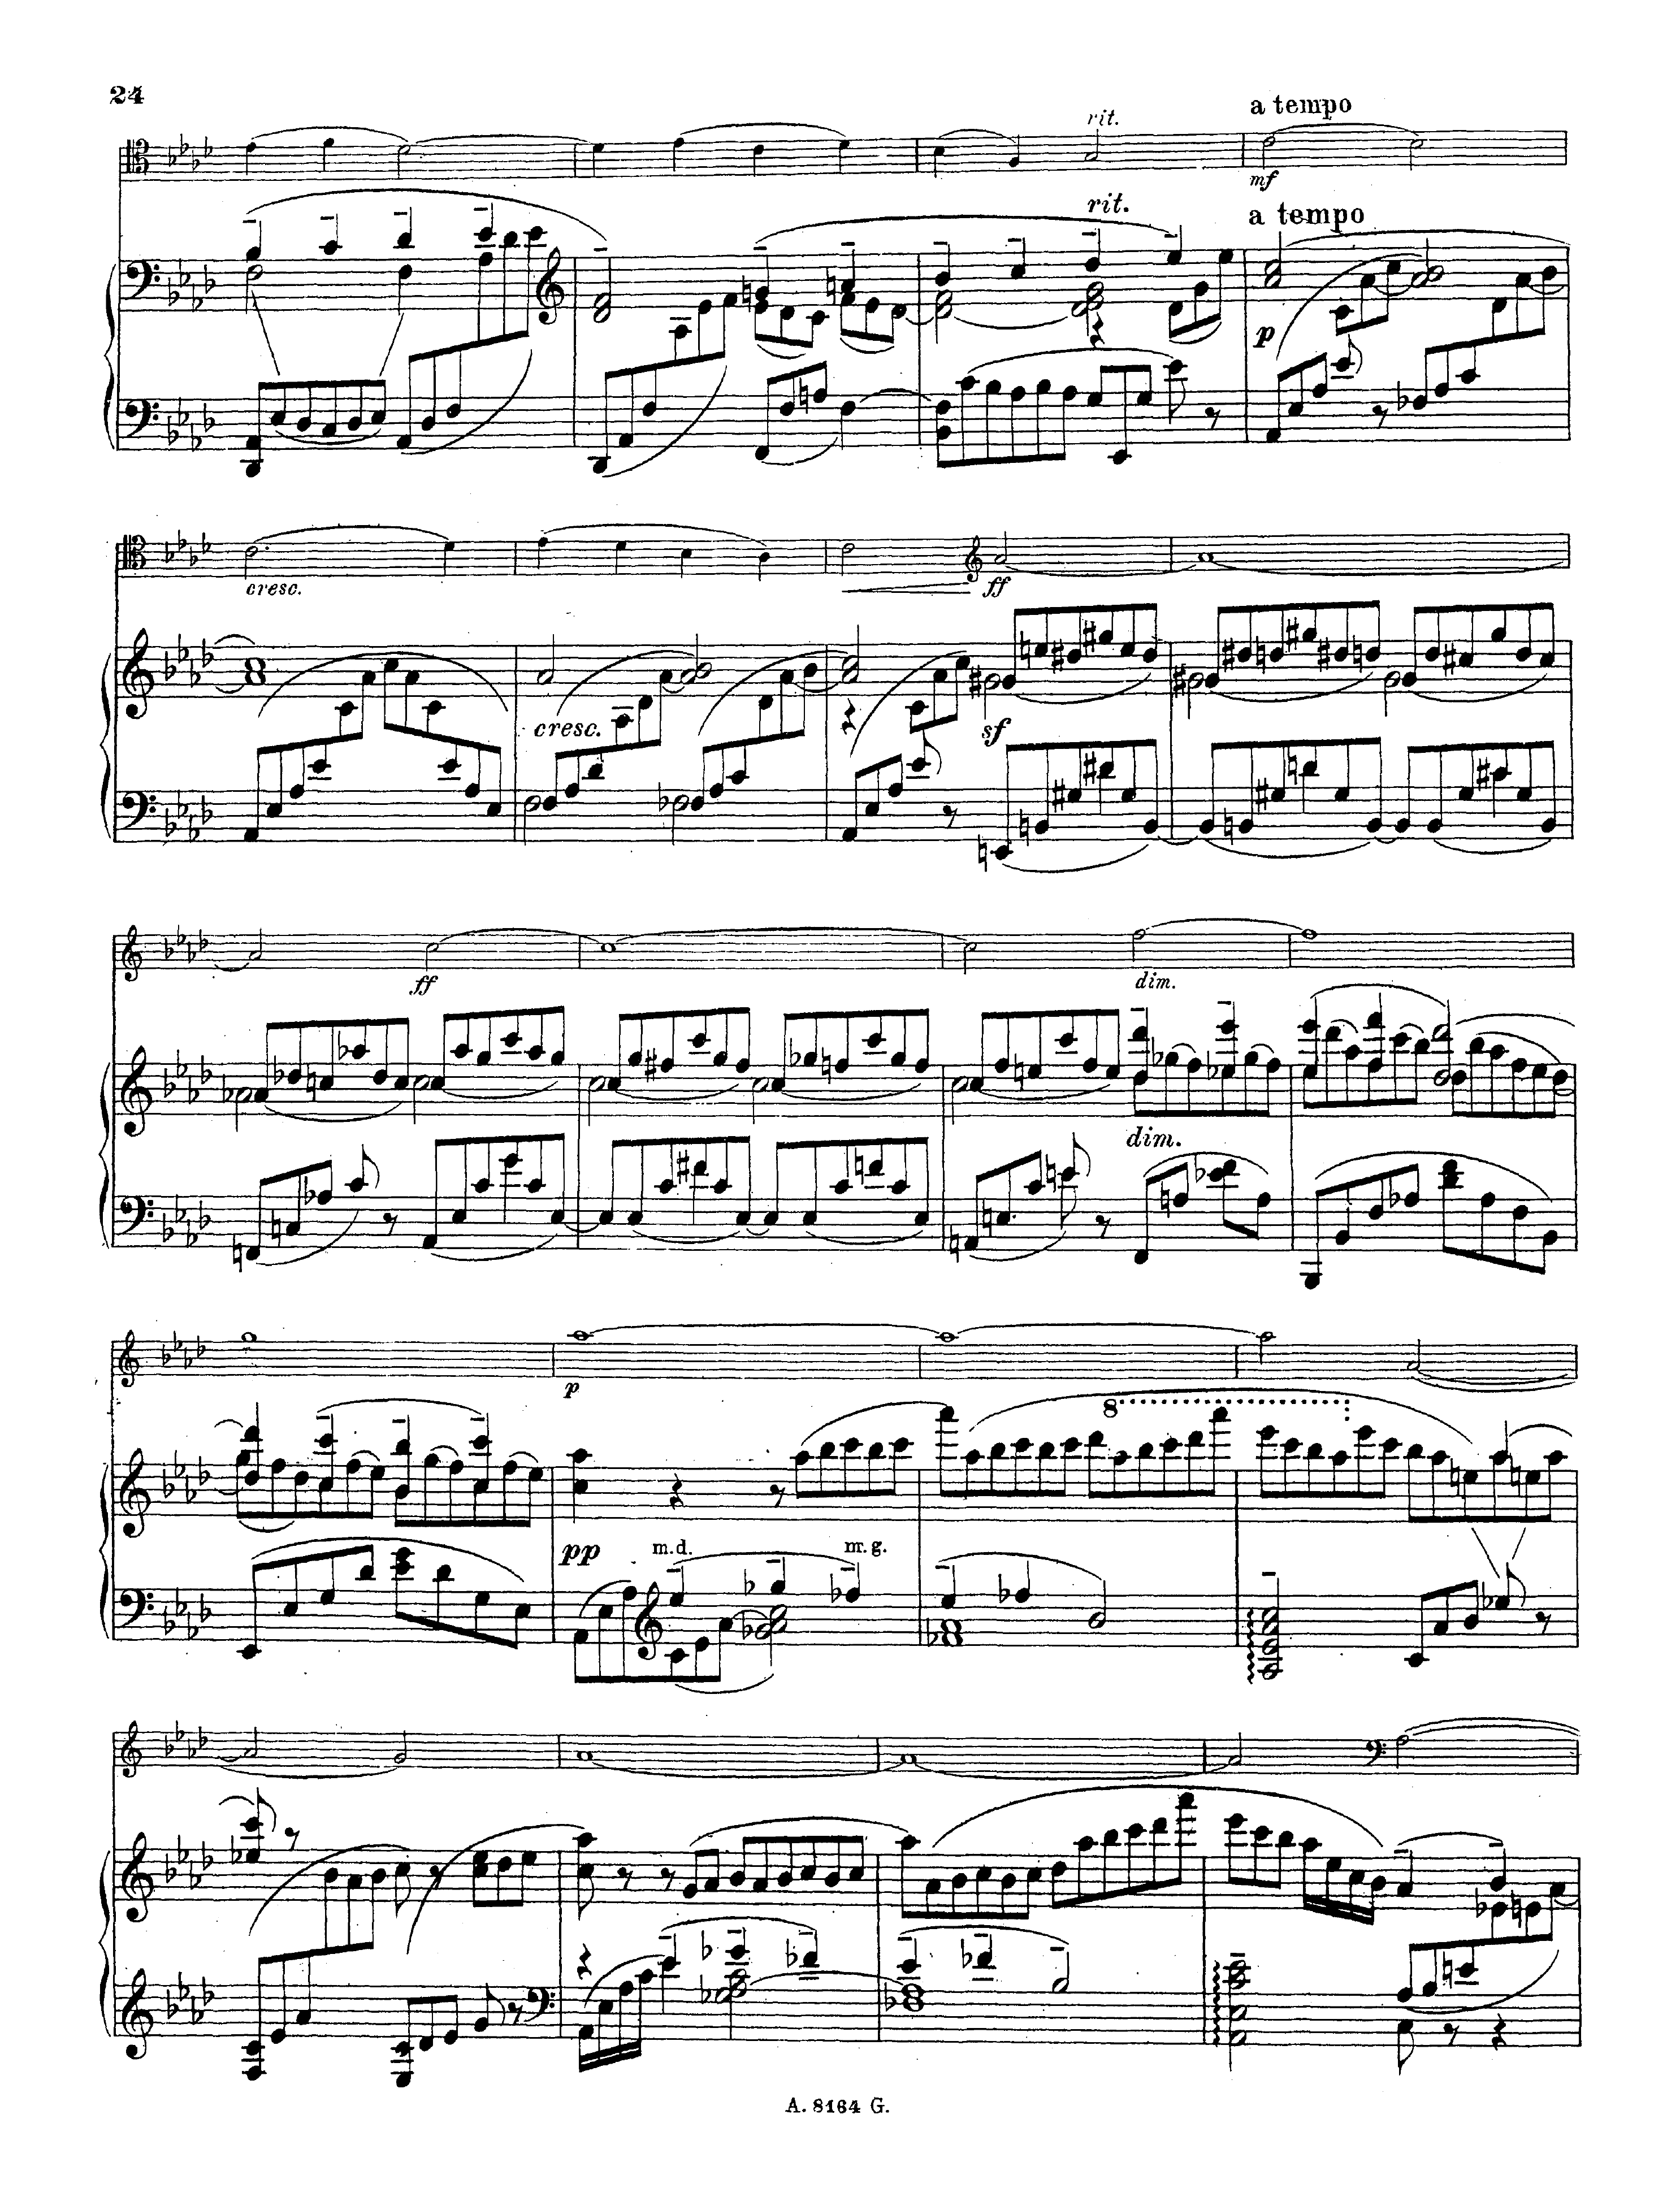 24
rit.
a tempo
mf
rit.
a tempo
p
cresc.
ff
cresc.
sf
ff
dim.
dim.
p
8
pp
m.d.
m.g.
A. 8164 G.